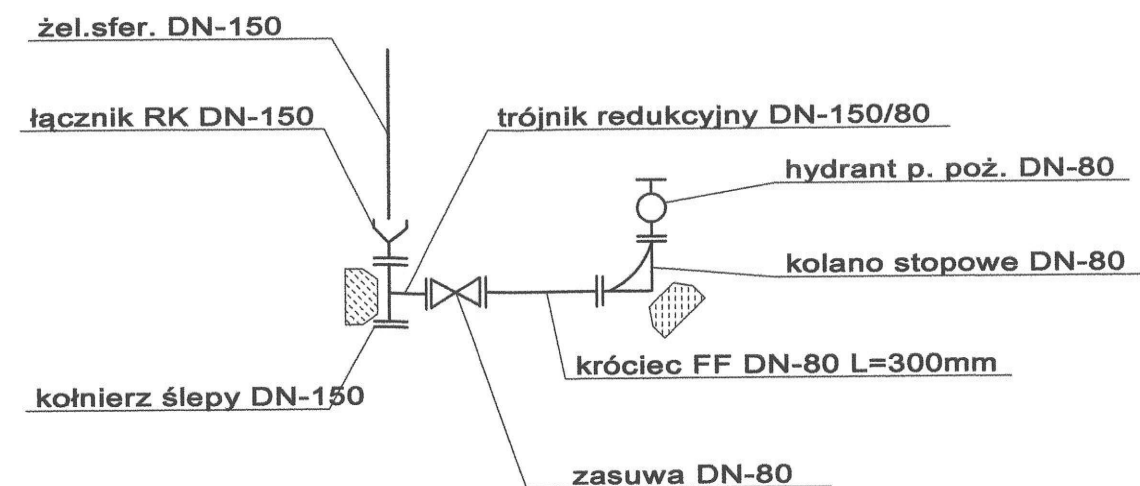 żel.sfer. DN-150
łącznik RK DN-150
trójnik redukcyjny DN-150/80
hydrant p. poż. DN-80
kolano stopowe DN-80
króciec FF DN-80 L=300mm
kołnierz ślepy DN-150
zasuwa DN-80